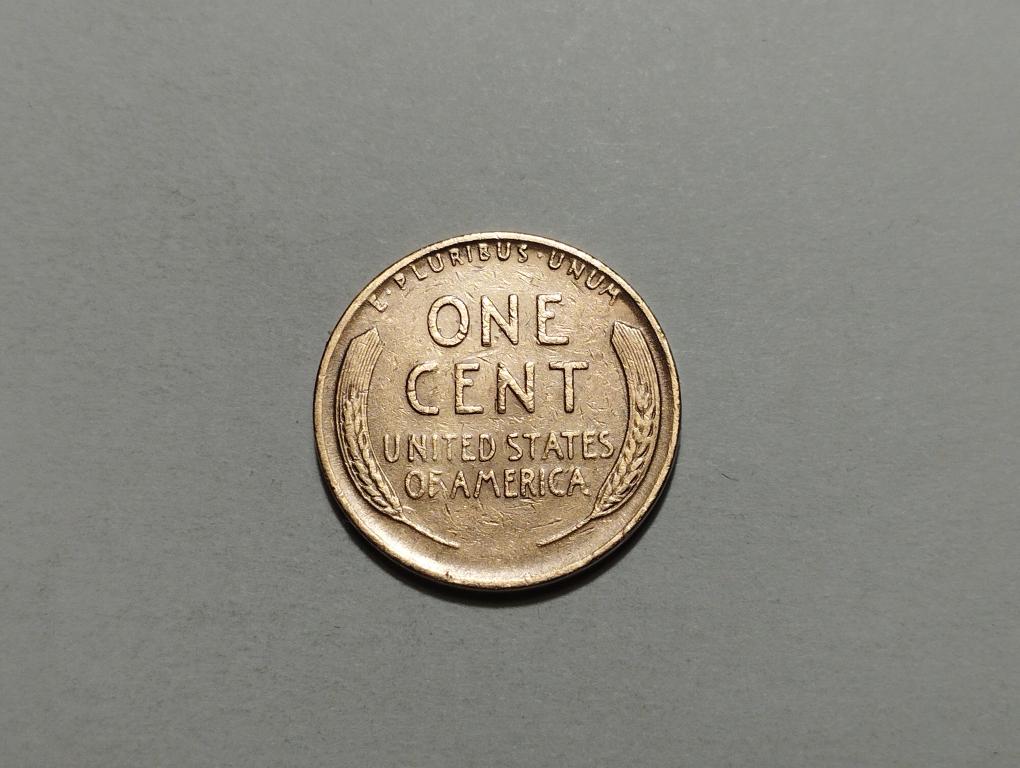 E·PLURIBUS·UNUM
ONE
CENT
UNITED STATES
OF AMERICA